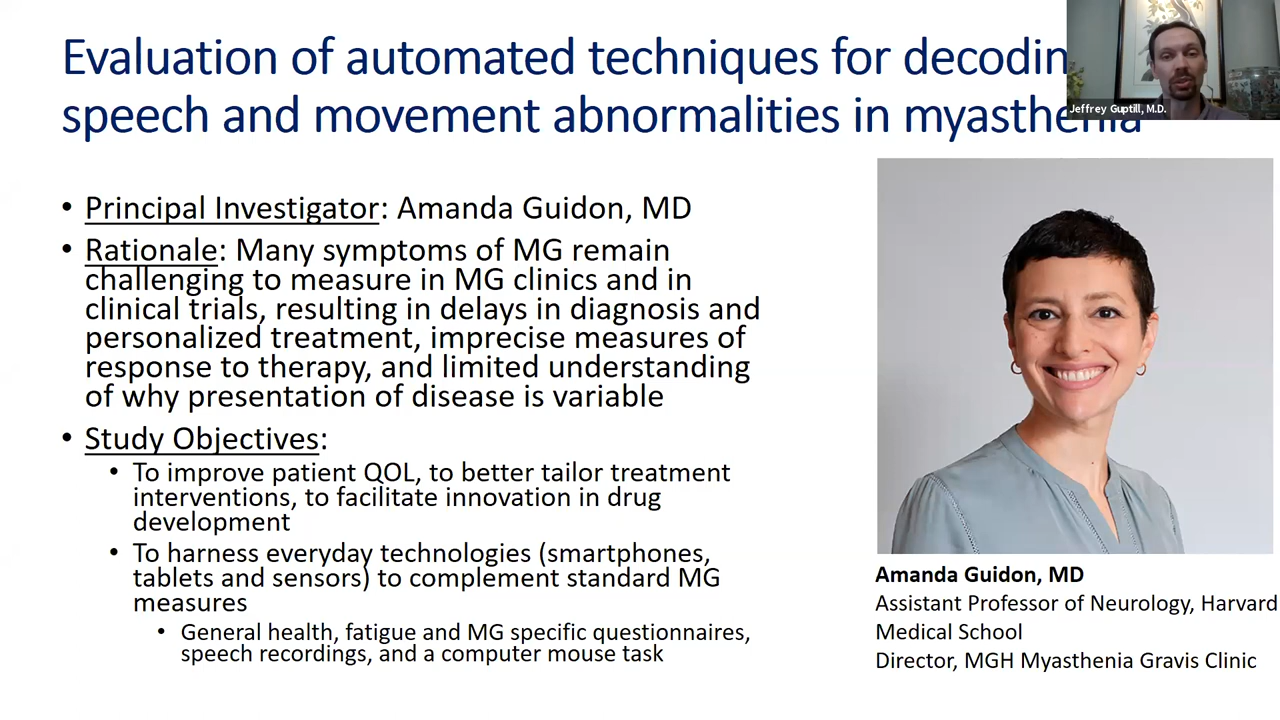 Evaluation of automated techniques for decodin
speech and movement abnormalities in myasthenia
Jeffrey Guptill, M.D.
• Principal Investigator: Amanda Guidon, MD
• Rationale: Many symptoms of MG remain
challenging to measure in MG clinics and in
clinical trials, resulting in delays in diagnosis and
personalized treatment, imprecise measures of
response to therapy, and limited understanding
of why presentation of disease is variable
• Study Objectives:
• To improve patient QOL, to better tailor treatment
interventions, to facilitate innovation in drug
development
• To harness everyday technologies (smartphones,
tablets and sensors) to complement standard MG
measures
• General health, fatigue and MG specific questionnaires,
speech recordings, and a computer mouse task
Amanda Guidon, MD
Assistant Professor of Neurology, Harvard
Medical School
Director, MGH Myasthenia Gravis Clinic